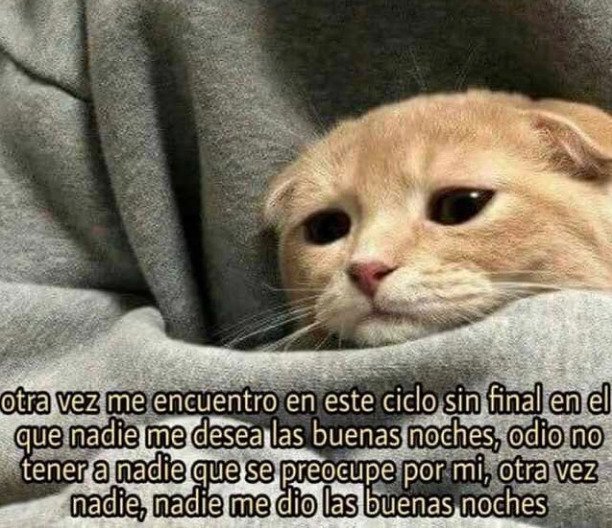 otra vez me encuentro en este ciclo sin final en el
que nadie me desea las buenas noches, odio no
tener a nadie que se preocupe por mi, otra vez
nadie, nadie me dio las buenas noches